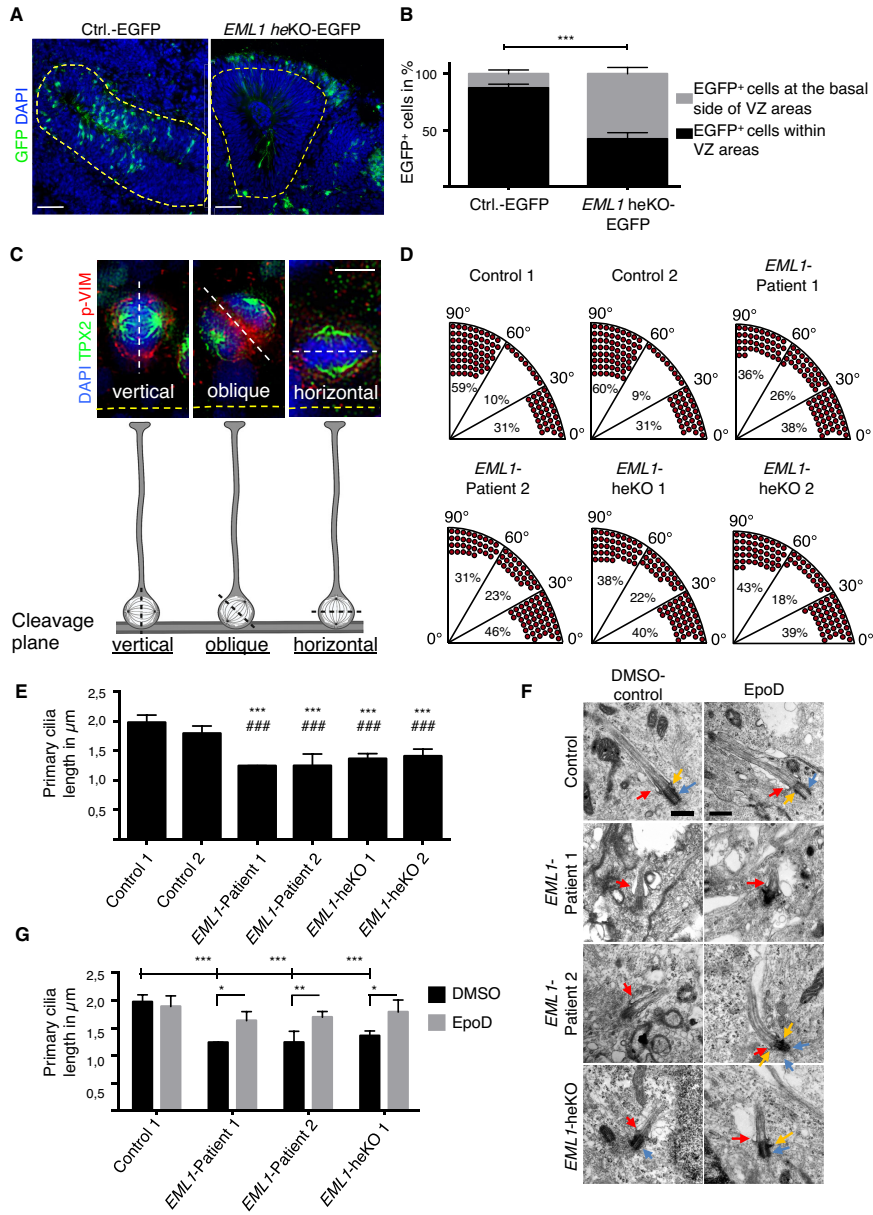 A
Ctrl.-EGFP
EML1 heKO-EGFP
GFP DAPI
B
***
EGFP+ cells in %
100
50
EGFP+ cells at the basal
side of VZ areas
EGFP+ cells within
VZ areas
Ctrl.-EGFP
EML1 heKO-
EGFP
C
DAPI TPX2 p-VIM
vertical
oblique
horizontal
Cleavage
plane
vertical
oblique
horizontal
D
Control 1
90°
60°
30°
0°
59%
10%
31%
Control 2
90°
60°
30°
0°
60%
9%
31%
EML1-
Patient 1
90°
60°
30°
0°
36%
26%
38%
EML1-
Patient 2
90°
60°
30°
0°
31%
23%
46%
EML1-
heKO 1
90°
60°
30°
0°
38%
22%
40%
EML1-
heKO 2
90°
60°
30°
0°
43%
18%
39%
E
Primary cilia
length in µm
2,5
2,0
1,5
1,0
0,5
***
###
***
###
***
###
***
###
Control 1
Control 2
EML1-Patient 1
EML1-Patient 2
EML1-heKO 1
EML1-heKO 2
F
DMSO-
control
EpoD
Control
EML1-
Patient 1
EML1-
Patient 2
EML1-heKO
G
Primary cilia
length in µm
2,5
2,0
1,5
1,0
0,5
***
***
***
*
**
*
DMSO
EpoD
Control 1
EML1-Patient 1
EML1-Patient 2
EML1-heKO 1